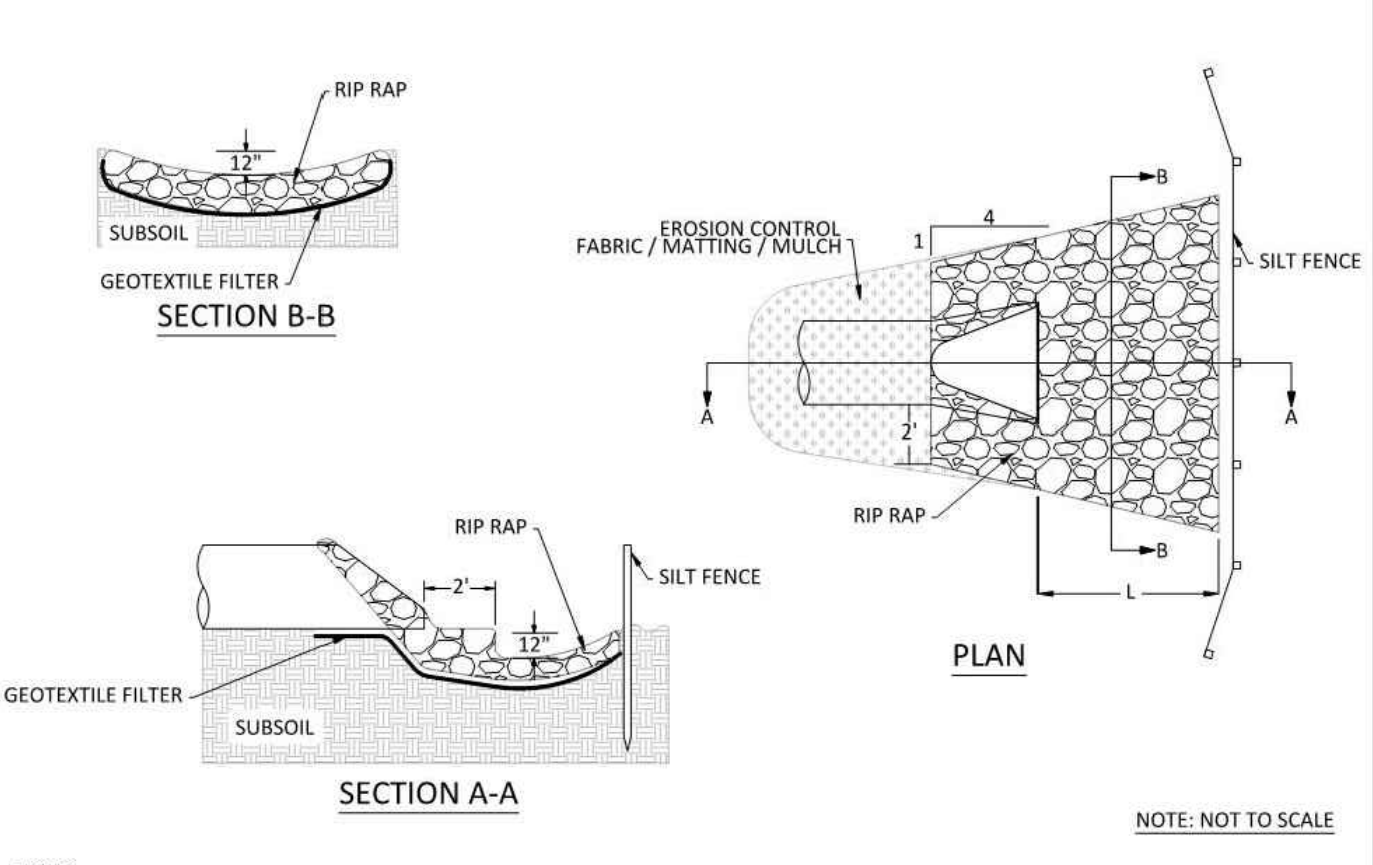 RIP RAP
12"
SUBSOIL
GEOTEXTILE FILTER
SECTION B-B
B
4
EROSION CONTROL
FABRIC / MATTING / MULCH
1
SILT FENCE
A
A
2'
RIP RAP
B
L
PLAN
RIP RAP
SILT FENCE
2'
12"
GEOTEXTILE FILTER
SUBSOIL
SECTION A-A
NOTE: NOT TO SCALE